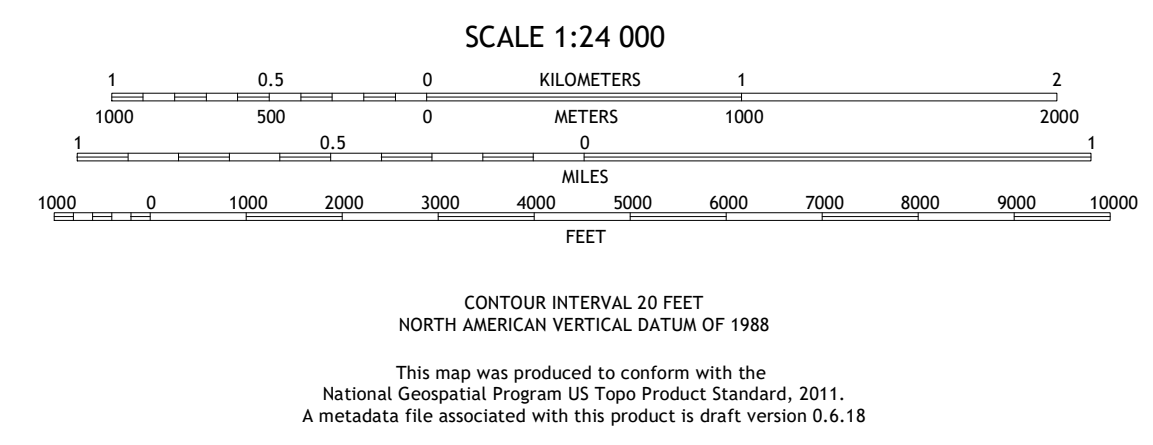 SCALE 1:24 000
1 0.5 0 KILOMETERS 1 2
1000 500 0 METERS 1000 2000
1 0.5 0 1
MILES
1000 0 1000 2000 3000 4000 5000 6000 7000 8000 9000 10000
FEET
CONTOUR INTERVAL 20 FEET
NORTH AMERICAN VERTICAL DATUM OF 1988
This map was produced to conform with the
National Geospatial Program US Topo Product Standard, 2011.
A metadata file associated with this product is draft version 0.6.18